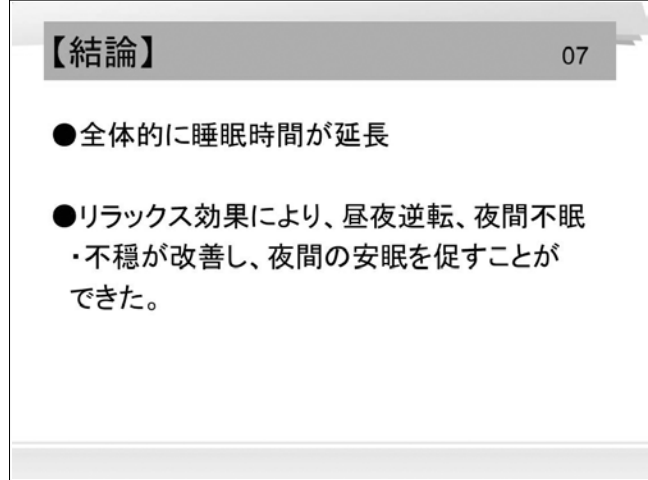 【結論】 07
●全体的に睡眠時間が延長
●リラックス効果により、昼夜逆転、夜間不眠
・不穏が改善し、夜間の安眠を促すことが
できた。